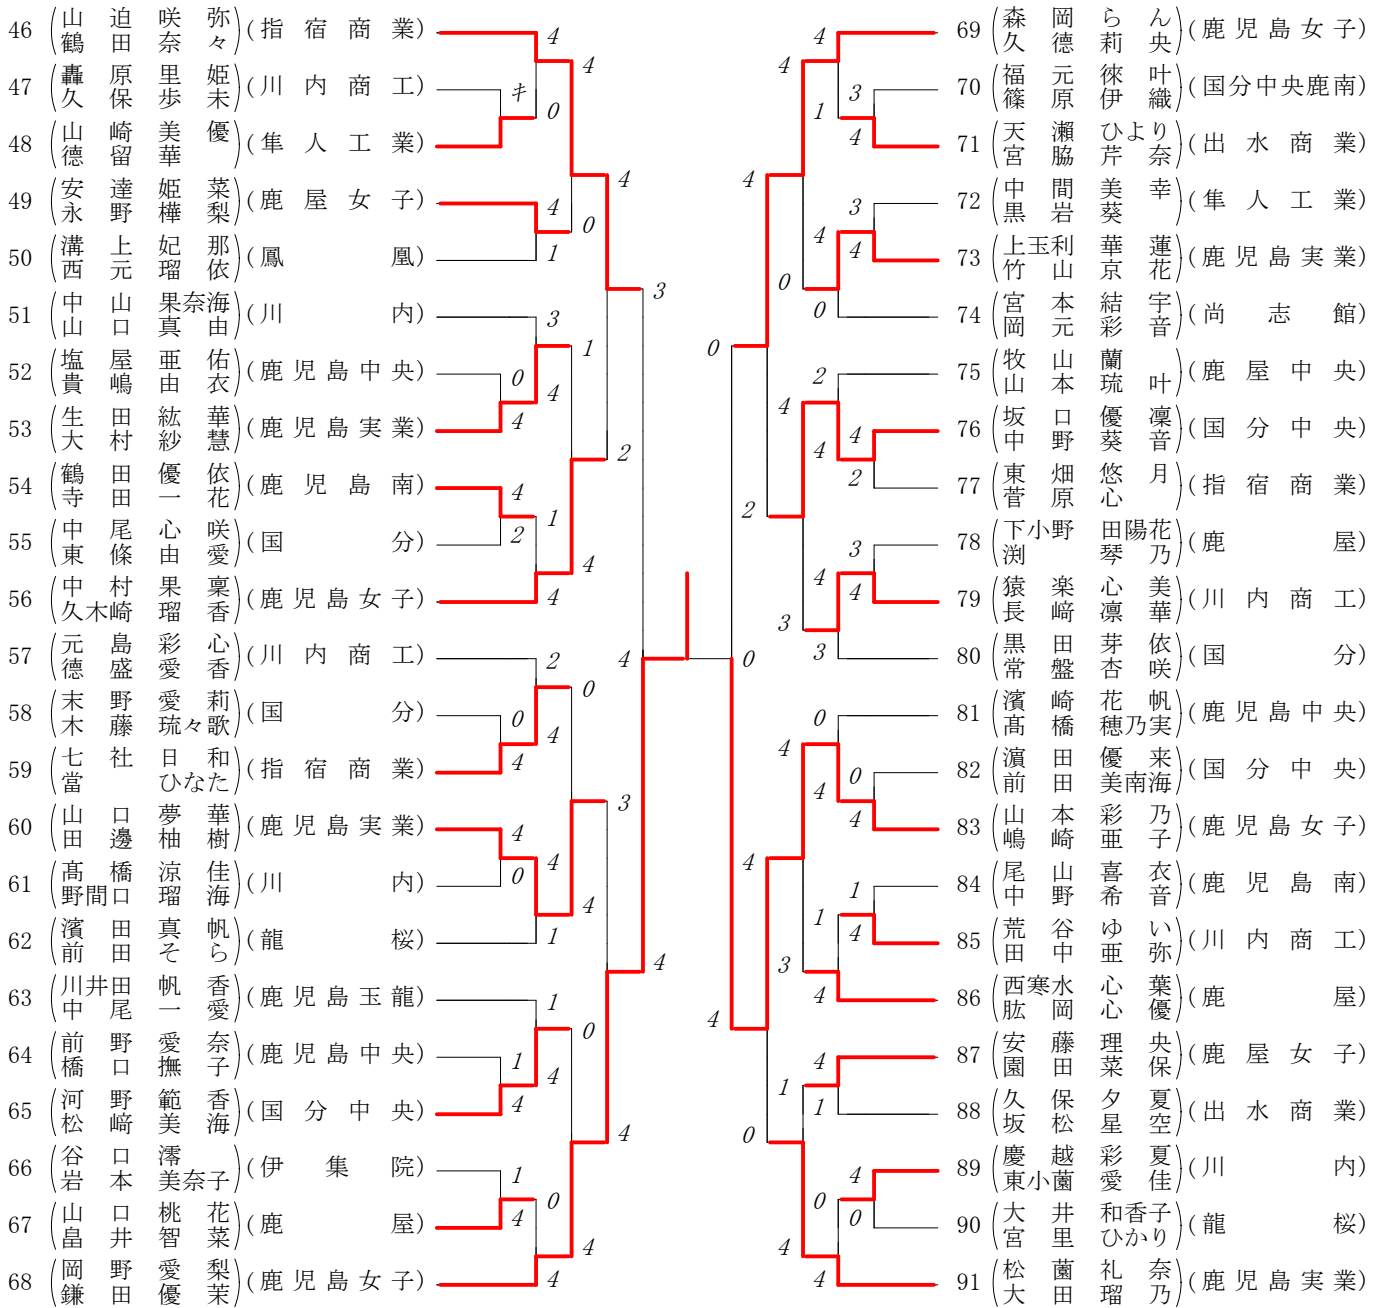 46 (山迫咲弥 鶴田奈々) (指宿商業)
47 (轟原里姫 久保歩未) (川内商工)
48 (山崎美優 德留華) (隼人工業)
49 (安達姫菜 永野樺梨) (鹿屋女子)
50 (溝上妃那 西元瑠依) (鳳凰)
51 (中山果奈海 山口真由) (川内)
52 (塩屋亜佑 貴嶋由衣) (鹿児島中央)
53 (生田紘華 大村紗慧) (鹿児島実業)
54 (鶴田優依 寺田一花) (鹿児島南)
55 (中尾心咲 東條由愛) (国分)
56 (中村果稟 久木崎瑠香) (鹿児島女子)
57 (元島彩心 德盛愛香) (川内商工)
58 (末野愛莉 木藤琉々歌) (国分)
59 (七社日和 當ひなた) (指宿商業)
60 (山口夢華 田邊柚樹) (鹿児島実業)
61 (髙橋涼佳 野間口瑠海) (川内)
62 (濱田真帆 前田そら) (龍桜)
63 (川井田帆香 中尾一愛) (鹿児島玉龍)
64 (前野愛奈 橋口撫子) (鹿児島中央)
65 (河野範香 松﨑美海) (国分中央)
66 (谷口澪 岩本美奈子) (伊集院)
67 (山口桃花 畠井智菜) (鹿屋)
68 (岡野愛梨 鎌田優茉) (鹿児島女子)
4
4
キ
0
4
4
0
1
3
3
1
0
4
4
2
4
1
2
4
4
2
4
0
0
4
4
3
4
4
0
4
1
4
1
0
1
4
4
4
1
0
4
4
4
0
69 (森岡らん 久德莉央) (鹿児島女子)
70 (福元徠叶 篠原伊織) (国分中央鹿南)
71 (天瀬ひより 宮脇芹奈) (出水商業)
72 (中間美幸 黒岩葵) (隼人工業)
73 (上玉利華蓮 竹山京花) (鹿児島実業)
74 (宮本結宇 岡元彩音) (尚志館)
75 (牧山蘭 山本琉叶) (鹿屋中央)
76 (坂口優凜 中野葵音) (国分中央)
77 (東畑悠月 菅原心) (指宿商業)
78 (下小野田陽花 渕琴乃) (鹿屋)
79 (猿楽心美 長﨑凛華) (川内商工)
80 (黒田芽依 常盤杏咲) (国分)
81 (濱崎花帆 髙橋穂乃実) (鹿児島中央)
82 (濵田優来 前田美南海) (国分中央)
83 (山本彩乃 嶋崎亜子) (鹿児島女子)
84 (尾山喜衣 中野希音) (鹿児島南)
85 (荒谷ゆい 田中亜弥) (川内商工)
86 (西寒水心葉 肱岡心優) (鹿屋)
87 (安藤理央 園田菜保) (鹿屋女子)
88 (久保夕夏 坂松星空) (出水商業)
89 (慶越彩夏 東小薗愛佳) (川内)
90 (大井和香子 宮里ひかり) (龍桜)
91 (松薗礼奈 大田瑠乃) (鹿児島実業)
4
4
3
1
4
4
3
4
4
0
0
0
2
4
4
4
2
2
3
4
4
3
3
0
4
0
4
4
4
1
1
4
3
4
4
4
1
1
0
4
0
0
4
4